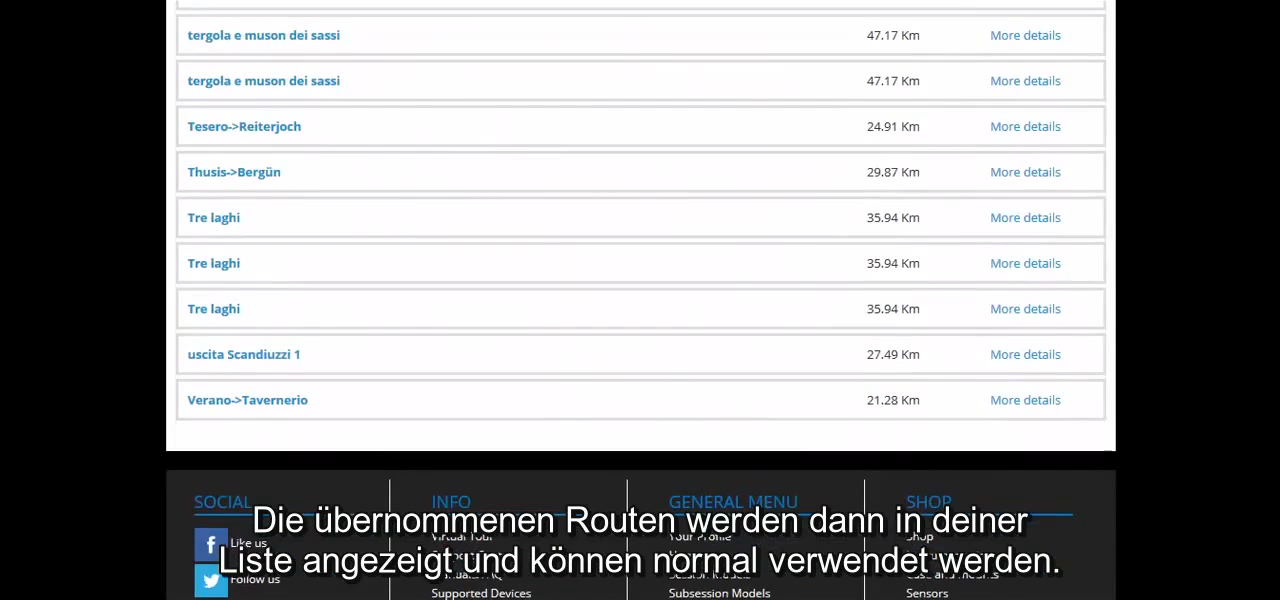 tergola e muson dei sassi 47.17 Km More details
tergola e muson dei sassi 47.17 Km More details
Tesero->Reiterjoch 24.91 Km More details
Thusis->Bergün 29.87 Km More details
Tre laghi 35.94 Km More details
Tre laghi 35.94 Km More details
Tre laghi 35.94 Km More details
uscita Scandiuzzi 1 27.49 Km More details
Verano->Tavernerio 21.28 Km More details
SOCIAL INFO GENERAL MENU SHOP
Die übernommenen Routen werden dann in deiner
Liste angezeigt und können normal verwendet werden.
Like us Virtual Tour Your Profile Shop
Follow us
Supported Devices Subsession Models Sensors